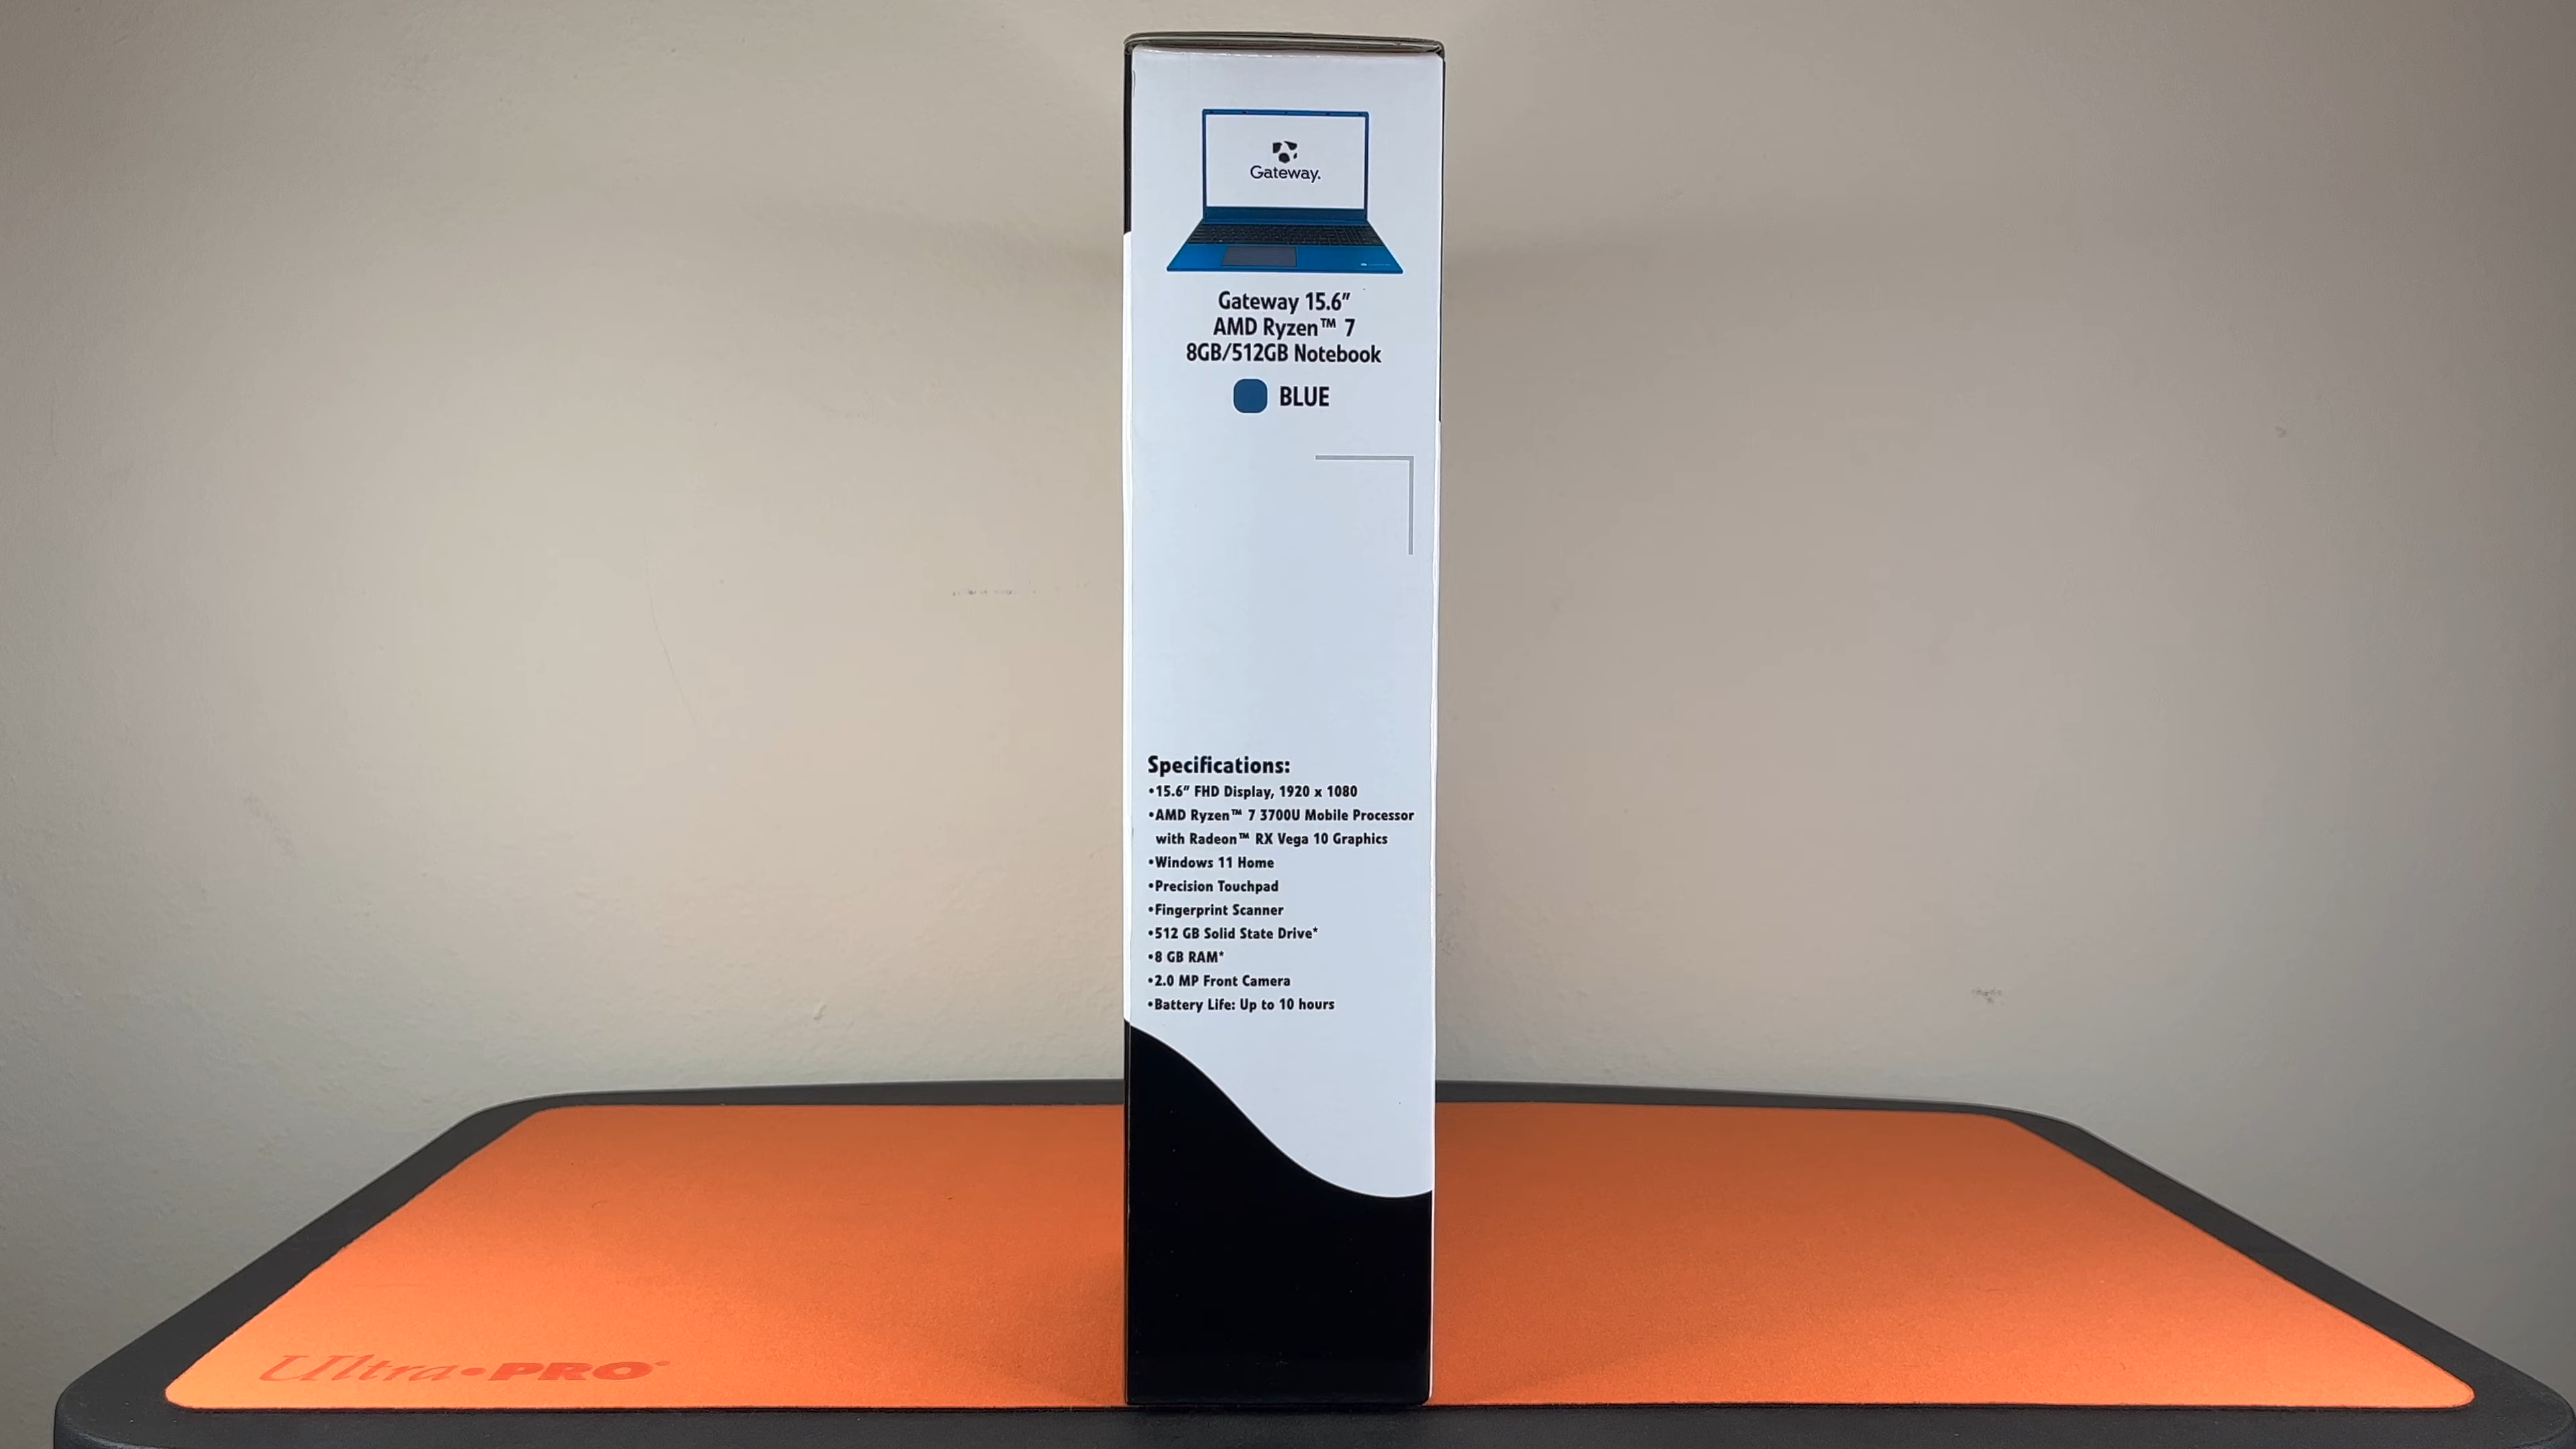 Gateway.
Gateway 15.6"
AMD Ryzen™ 7
8GB/512GB Notebook
BLUE
Specifications:
•15.6" FHD Display, 1920 x 1080
•AMD Ryzen™ 7 3700U Mobile Processor
with Radeon™ RX Vega 10 Graphics
•Windows 11 Home
•Precision Touchpad
•Fingerprint Scanner
•512 GB Solid State Drive*
•8 GB RAM*
•2.0 MP Front Camera
•Battery Life: Up to 10 hours
Ultra•PRO®